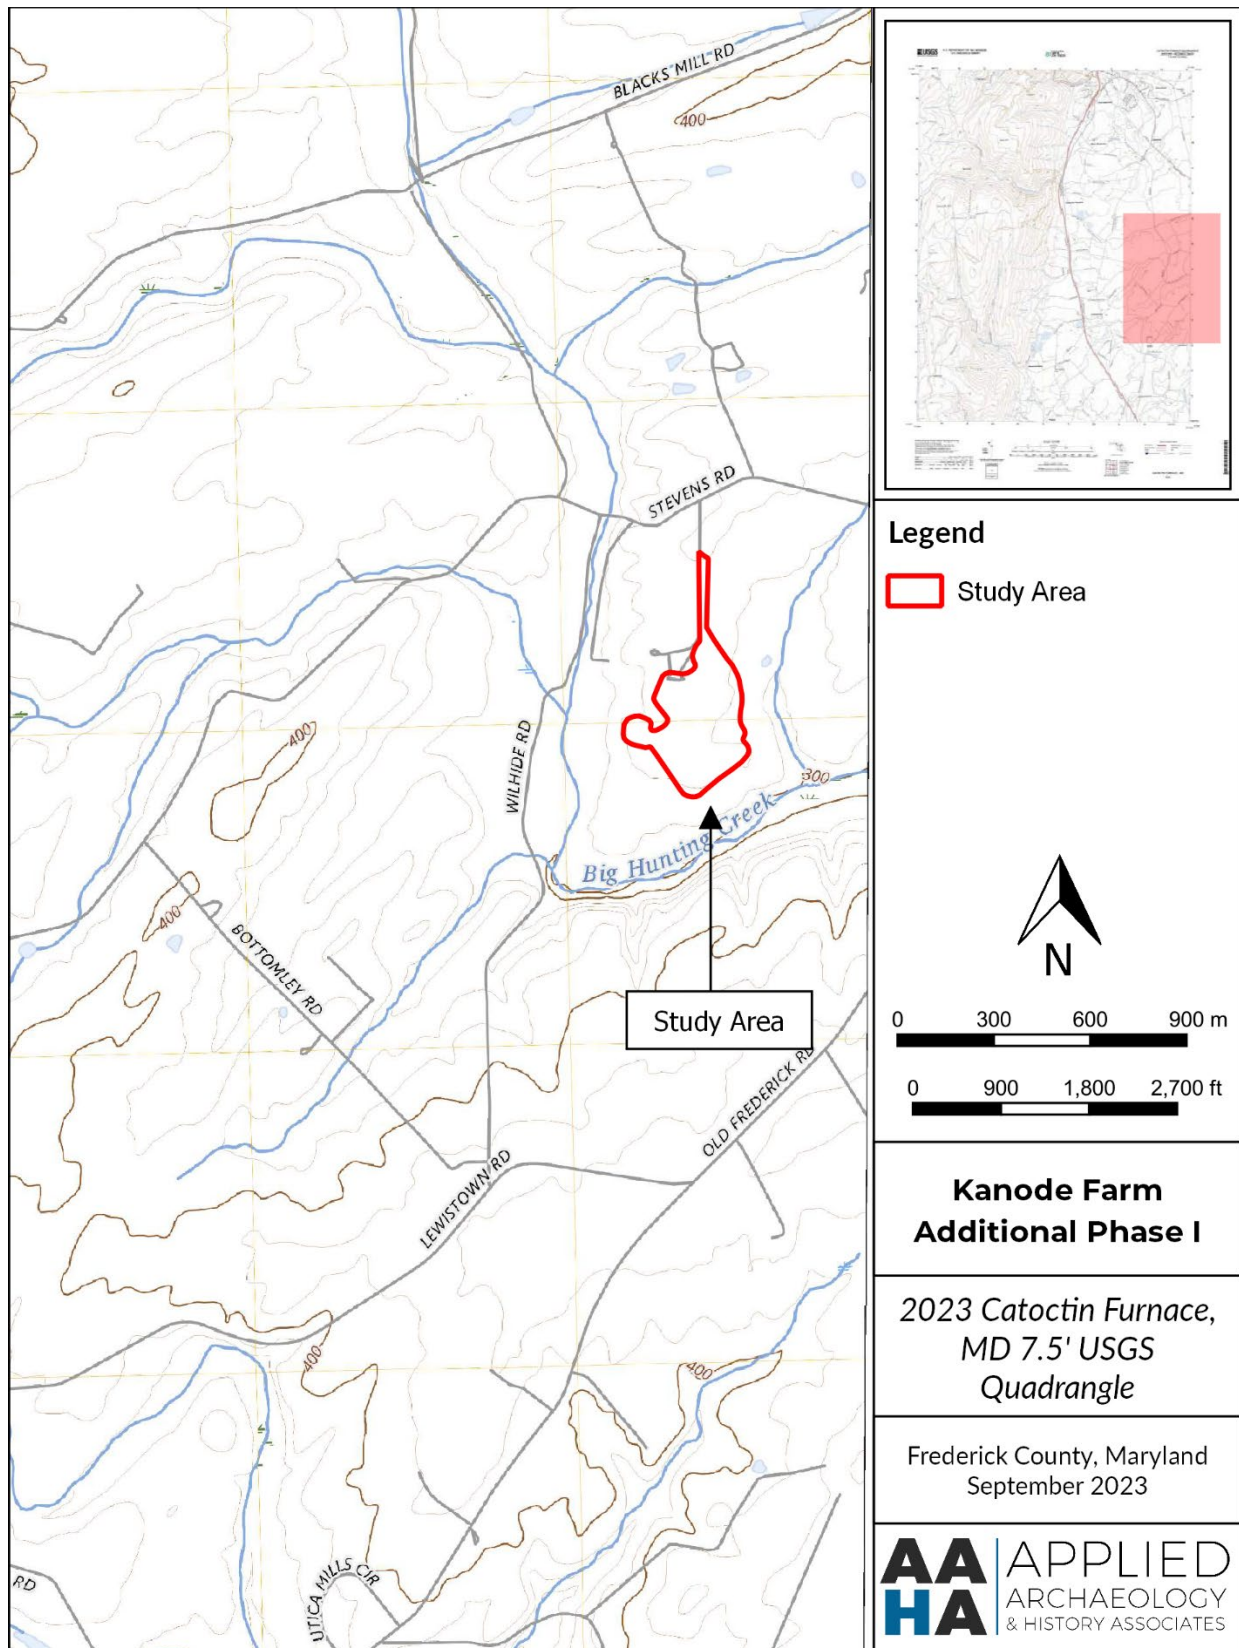 BLACKS MILL RD
400
STEVENS RD
400
WILHIDE RD
300
Big Hunting Creek
400
BOTTOMLEY RD
Study Area
OLD FREDERICK RD
LEWISTOWN RD
400
400
UTICA MILLS CIR
RD
USGS
Legend
Study Area
N
0 300 600 900 m
0 900 1,800 2,700 ft
Kanode Farm
Additional Phase I
2023 Catoctin Furnace,
MD 7.5' USGS
Quadrangle
Frederick County, Maryland
September 2023
AA
HA
APPLIED
ARCHAEOLOGY
& HISTORY ASSOCIATES